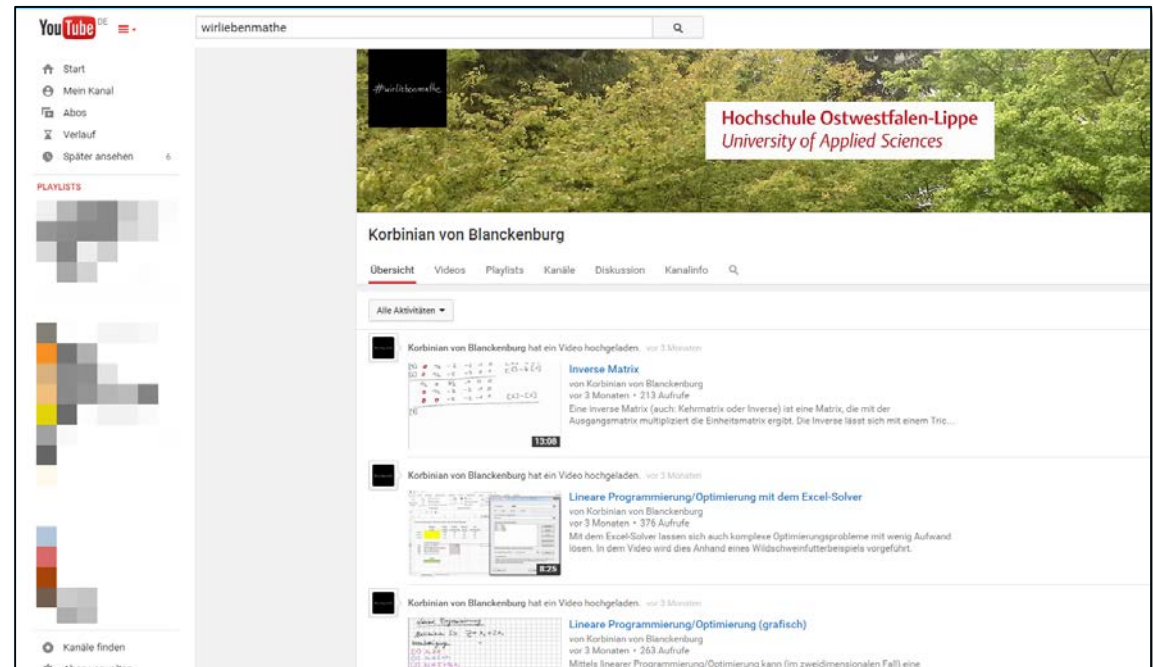 YouTube DE
wirliebenmathe
Start
Mein Kanal
Abos
Verlauf
Später ansehen 6
PLAYLISTS
Kanäle finden
#wirliebenmathe
Hochschule Ostwestfalen-Lippe
University of Applied Sciences
Korbinian von Blanckenburg
Übersicht Videos Playlists Kanäle Diskussion Kanalinfo
Alle Aktivitäten
Korbinian von Blanckenburg hat ein Video hochgeladen. vor 3 Monaten
Inverse Matrix
von Korbinian von Blanckenburg
vor 3 Monaten • 213 Aufrufe
Eine inverse Matrix (auch: Kehrmatrix oder Inverse) ist eine Matrix, die mit der
Ausgangsmatrix multipliziert die Einheitsmatrix ergibt. Die Inverse lässt sich mit einem Tric...
13:08
Korbinian von Blanckenburg hat ein Video hochgeladen. vor 3 Monaten
Lineare Programmierung/Optimierung mit dem Excel-Solver
von Korbinian von Blanckenburg
vor 3 Monaten • 376 Aufrufe
Mit dem Excel-Solver lassen sich auch komplexe Optimierungsprobleme mit wenig Aufwand
lösen. In dem Video wird dies Anhand eines Wildschweinfutterbeispiels vorgeführt.
8:25
Korbinian von Blanckenburg hat ein Video hochgeladen. vor 3 Monaten
Lineare Programmierung/Optimierung (grafisch)
von Korbinian von Blanckenburg
vor 3 Monaten • 263 Aufrufe
Mittels linearer Programmierung/Optimierung kann (im zweidimensionalen Fall) eine